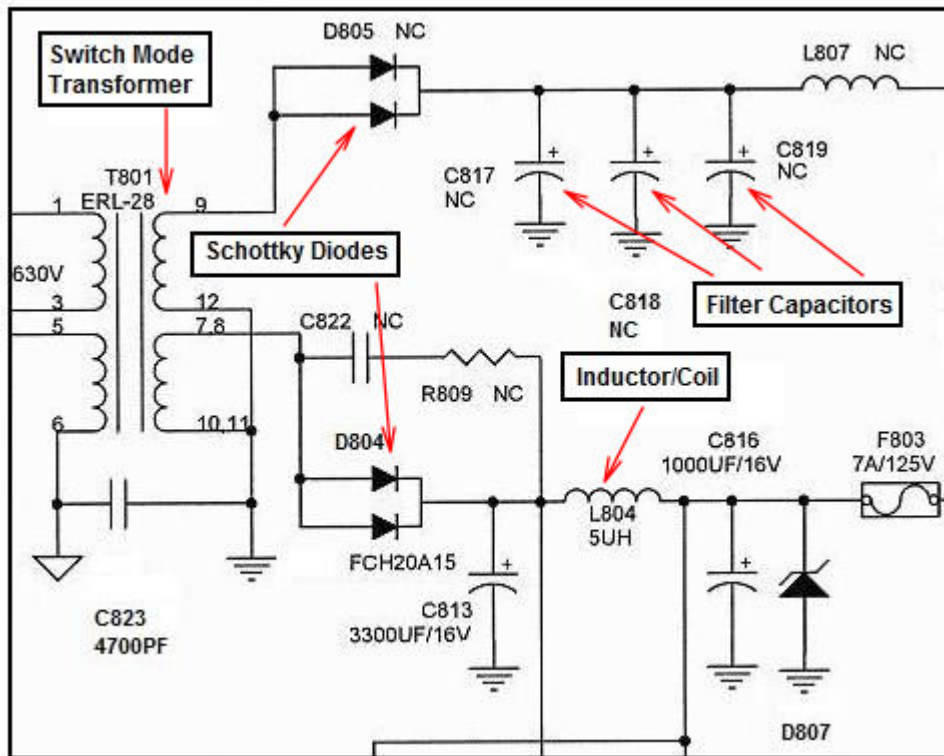 D805 NC
L807 NC
Switch Mode
Transformer
T801
ERL-28
1
9
630V
3
12
5
7,8
6
10,11
C817
NC
+
+
+
C819
NC
Schottky Diodes
Filter Capacitors
C818
NC
C822 NC
R809 NC
Inductor/Coil
D804
FCH20A15
C813
3300UF/16V
+
L804
5UH
C816
1000UF/16V
+
F803
7A/125V
C823
4700PF
D807